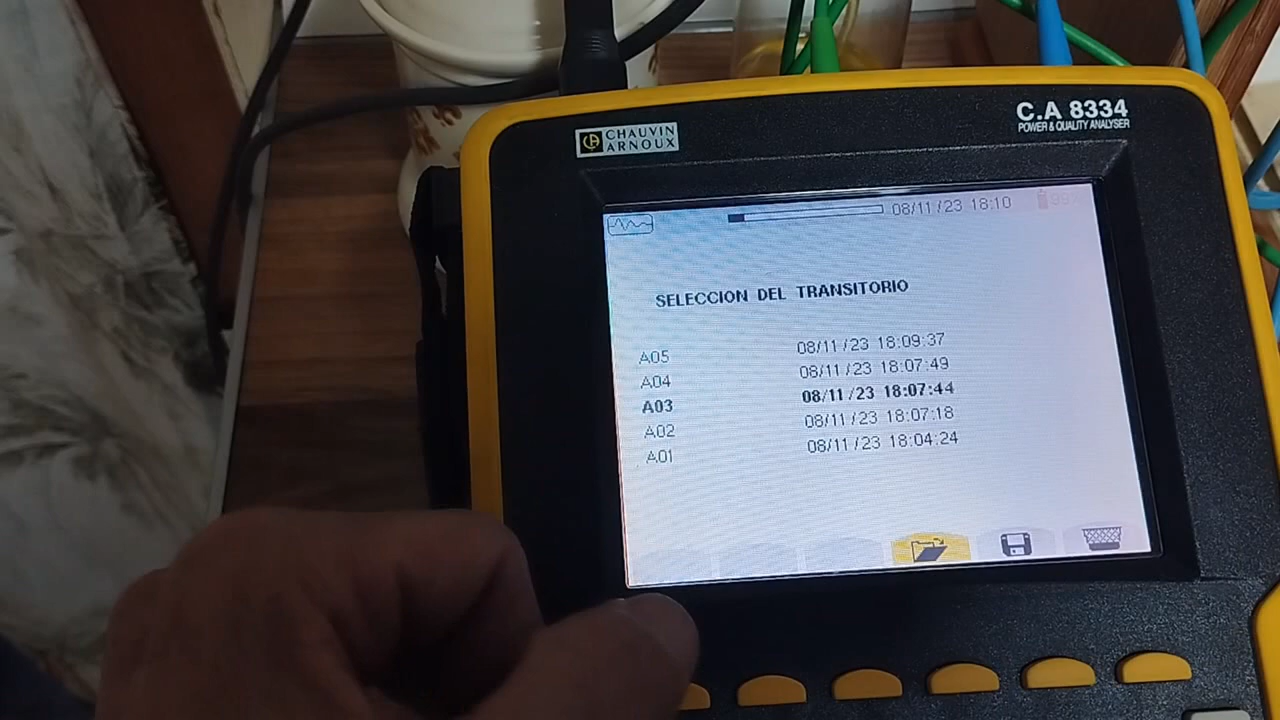 C.A 8334
POWER & QUALITY ANALYSER
CHAUVIN
ARNOUX
08/11/23 18:10
SELECCION DEL TRANSITORIO
A05 08/11/23 18:09:37
A04 08/11/23 18:07:49
A03 08/11/23 18:07:44
A02 08/11/23 18:07:18
A01 08/11/23 18:04:24